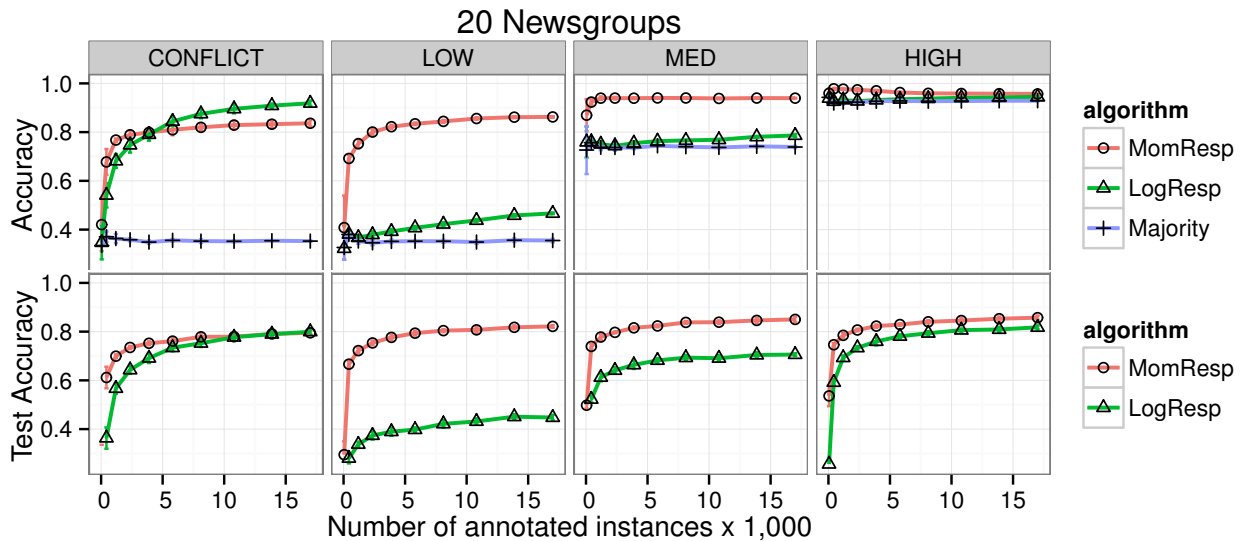 20 Newsgroups
CONFLICT LOW MED HIGH
1.0
0.8
0.6
0.4
Accuracy
algorithm
MomResp
LogResp
Majority
1.0
0.8
0.6
0.4
Test Accuracy
algorithm
MomResp
LogResp
0 5 10 15 0 5 10 15 0 5 10 15 0 5 10 15
Number of annotated instances x 1,000